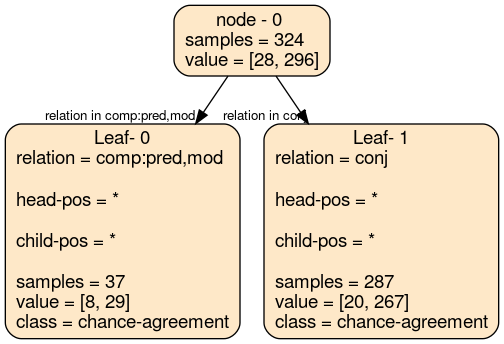 node - 0
samples = 324
value = [28, 296]
relation in comp:pred,mod
relation in conj
Leaf- 0
relation = comp:pred,mod
head-pos = *
child-pos = *
samples = 37
value = [8, 29]
class = chance-agreement
Leaf- 1
relation = conj
head-pos = *
child-pos = *
samples = 287
value = [20, 267]
class = chance-agreement